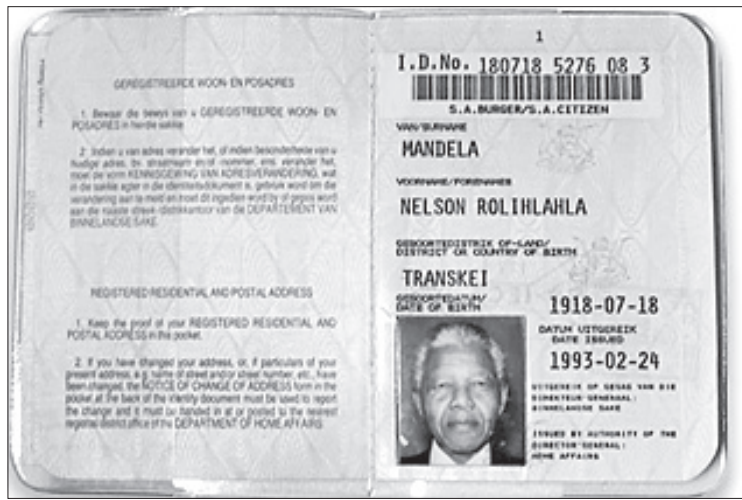 GEREGISTREERDE WOON- EN POSADRES
1. Bewaar die bewys van u GEREGISTREERDE WOON- EN
POSADRES in hierdie sakkie.
2. Indien u van adres verander het, of indien besonderhede van u
huidige adres, bv. straatnaam en/of -nommer, ens. verander het,
moet die vorm KENNISGEWING VAN ADRESVERANDERING, wat
in die sakkie agter in die identiteitsdokument is, gebruik word om die
verandering aan te meld en moet dit ingedien word by of gepos word
aan die naaste streek-/distrikkantoor van die DEPARTEMENT VAN
BINNELANDSE SAKE.
REGISTERED RESIDENTIAL AND POSTAL ADDRESS
1. Keep the proof of your REGISTERED RESIDENTIAL AND
POSTAL ADDRESS in this pocket.
2. If you have changed your address, or, if particulars of your
present address, e.g. name of street and/or street number, etc., have
been changed, the NOTICE OF CHANGE OF ADDRESS form in the
pocket at the back of the identity document must be used to report
the change and it must be handed in at or posted to the nearest
regional/district office of the DEPARTMENT OF HOME AFFAIRS.
1
I.D.No. 180718 5276 08 3
S.A.BURGER/S.A.CITIZEN
VAN/SURNAME
MANDELA
VOORNAME/FORENAMES
NELSON ROLIHLAHLA
GEBOORTEDISTRIK OF-LAND/
DISTRICT OR COUNTRY OF BIRTH
TRANSKEI
GEBOORTEDATUM/
DATE OF BIRTH
1918-07-18
DATUM UITGEREIK
DATE ISSUED
1993-02-24
UITGEREIK OP GESAG VAN DIE
DIREKTEUR-GENERAAL:
BINNELANDSE SAKE
ISSUED BY AUTHORITY OF THE
DIRECTOR-GENERAL:
HOME AFFAIRS